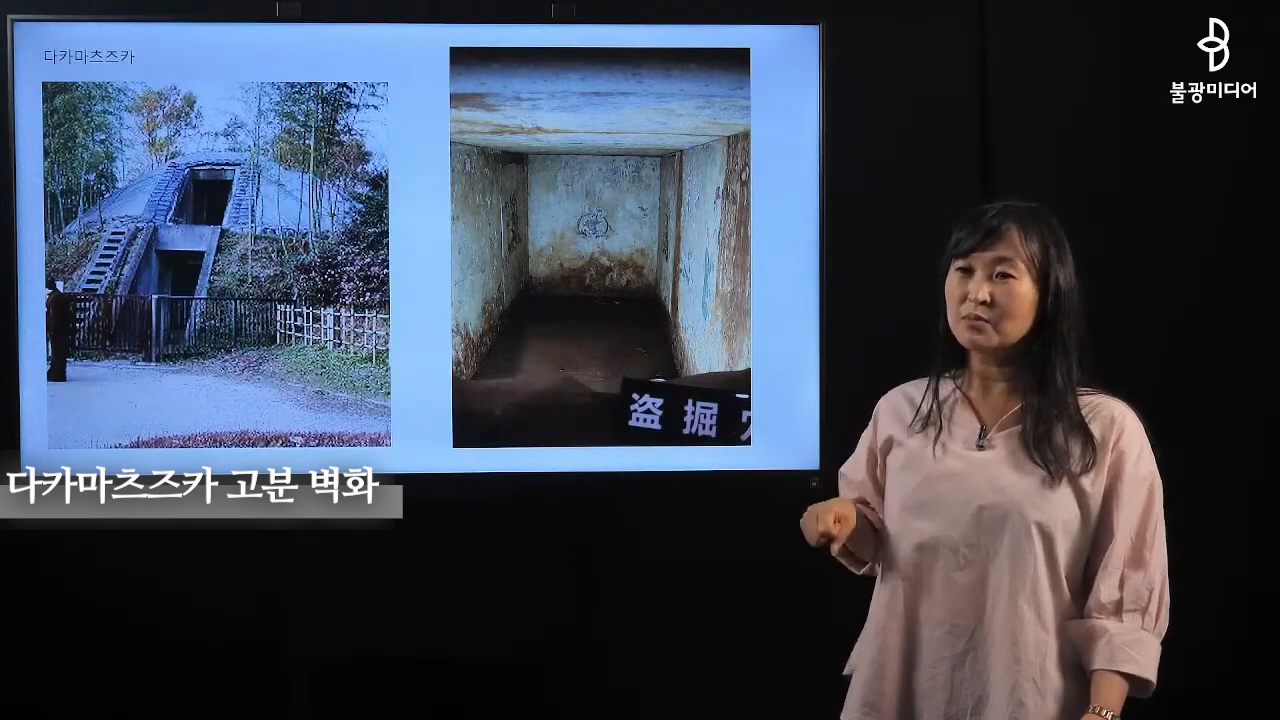 다카마츠즈카
盗掘
불광미디어
다카마츠즈카 고분 벽화